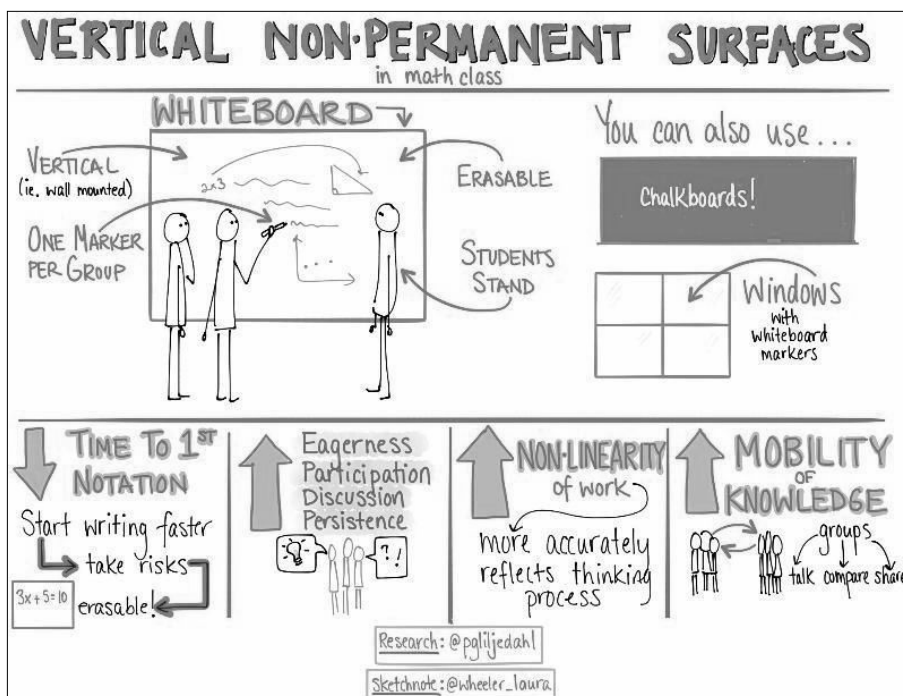 VERTICAL NON-PERMANENT SURFACES
in math class
WHITEBOARD
VERTICAL
(ie. wall mounted)
ONE MARKER
PER GROUP
2x3
ERASABLE
STUDENTS
STAND
You can also use...
Chalkboards!
WINDOWS
with
whiteboard
markers
TIME TO 1ST
NOTATION
Start writing faster
take risks
3x+5=10
erasable!
Eagerness
Participation
Discussion
Persistence
?!
NON-LINEARITY
of work
more accurately
reflects thinking
process
MOBILITY
OF
KNOWLEDGE
groups
talk compare share
Research: @pgliljedahl
Sketchnote: @wheeler_laura